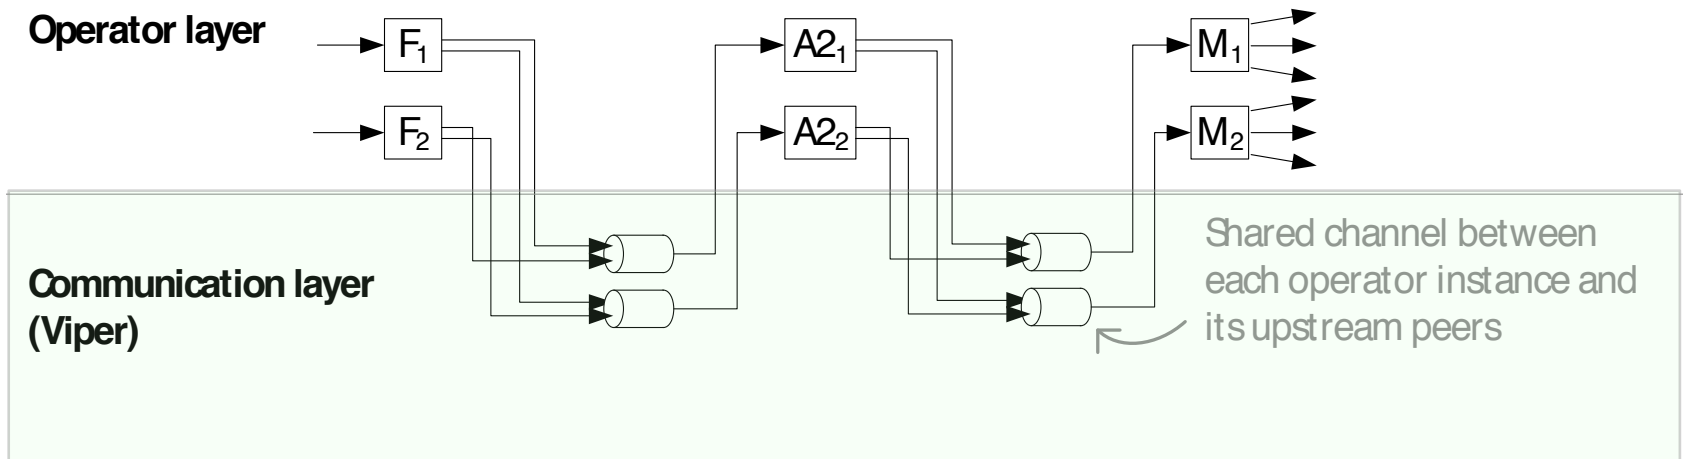 Operator layer
F1
A21
M1
F2
A22
M2
Shared channel between
each operator instance and
its upstream peers
Communication layer
(Viper)